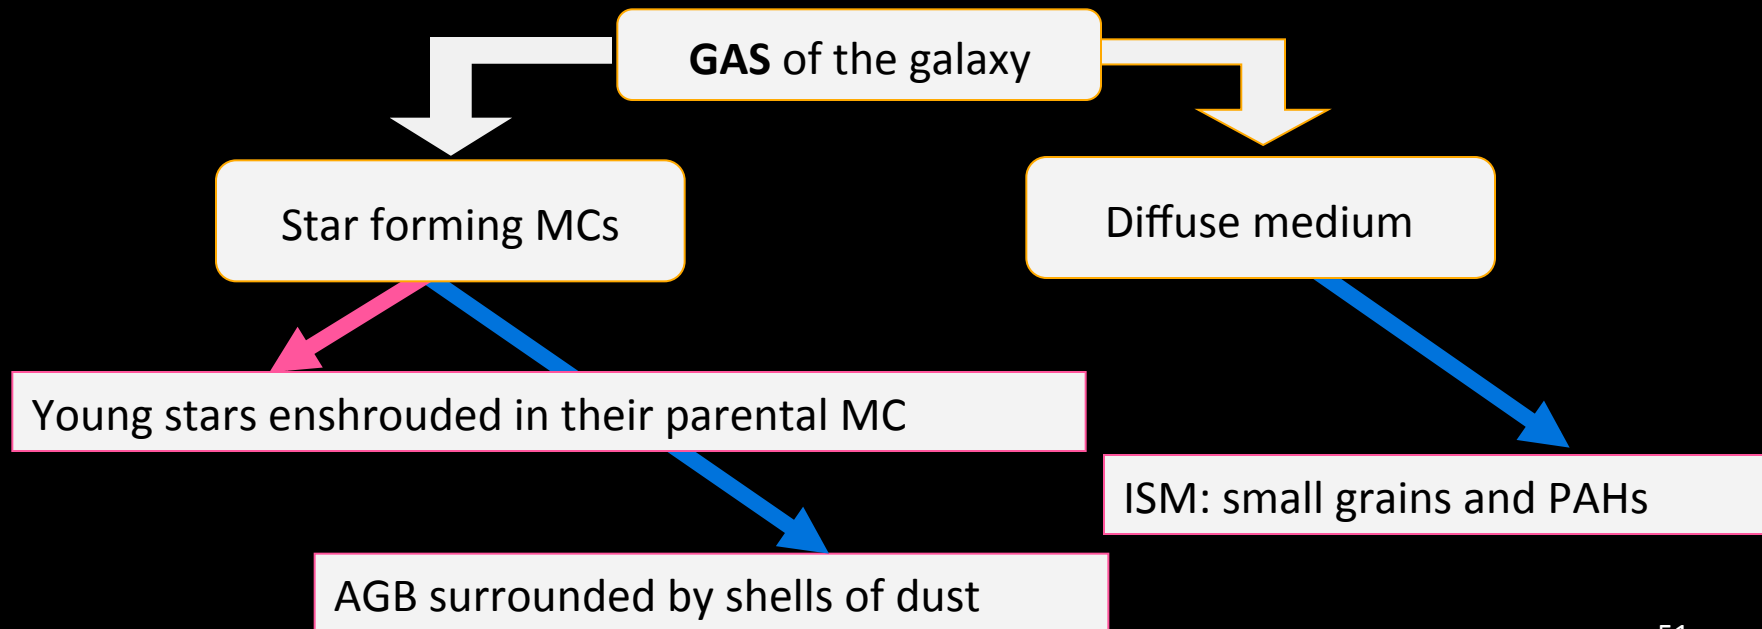 GAS of the galaxy
Star forming MCs
Diffuse medium
Young stars enshrouded in their parental MC
ISM: small grains and PAHs
AGB surrounded by shells of dust
51